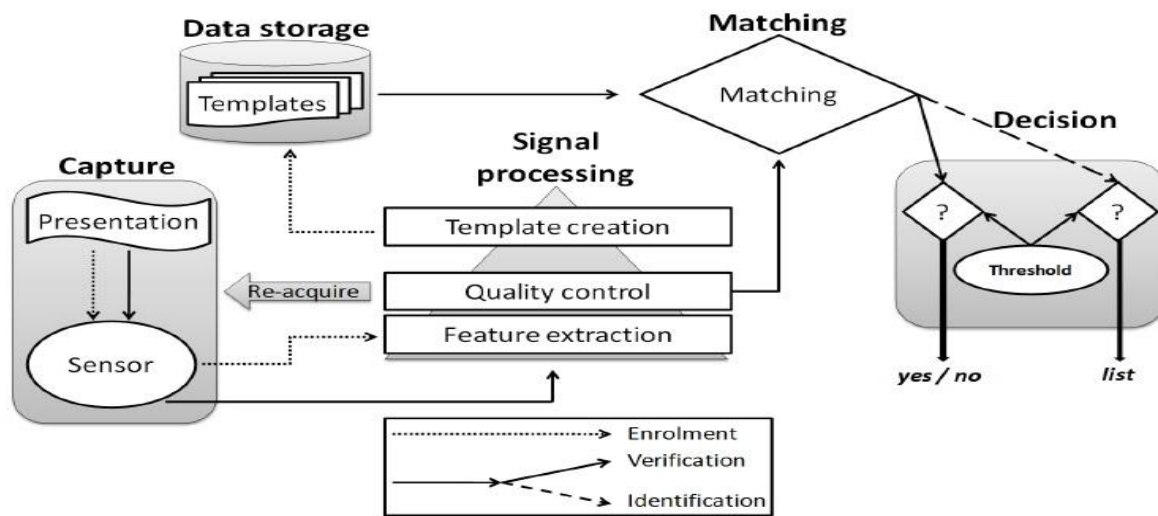 Data storage
Templates
Matching
Matching
Decision
?
?
Threshold
yes / no
list
Capture
Presentation
Sensor
Signal
processing
Template creation
Re-acquire
Quality control
Feature extraction
Enrolment
Verification
Identification